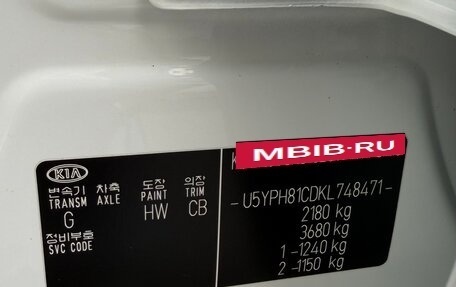 MBIB-RU
KIA
변속기 차축 도장 의장
TRANSM AXLE PAINT TRIM
G HW CB
정비부호
SVC CODE
-U5YPH81CDKL748471-
2180 kg
3680 kg
1 -1240 kg
2 -1150 kg